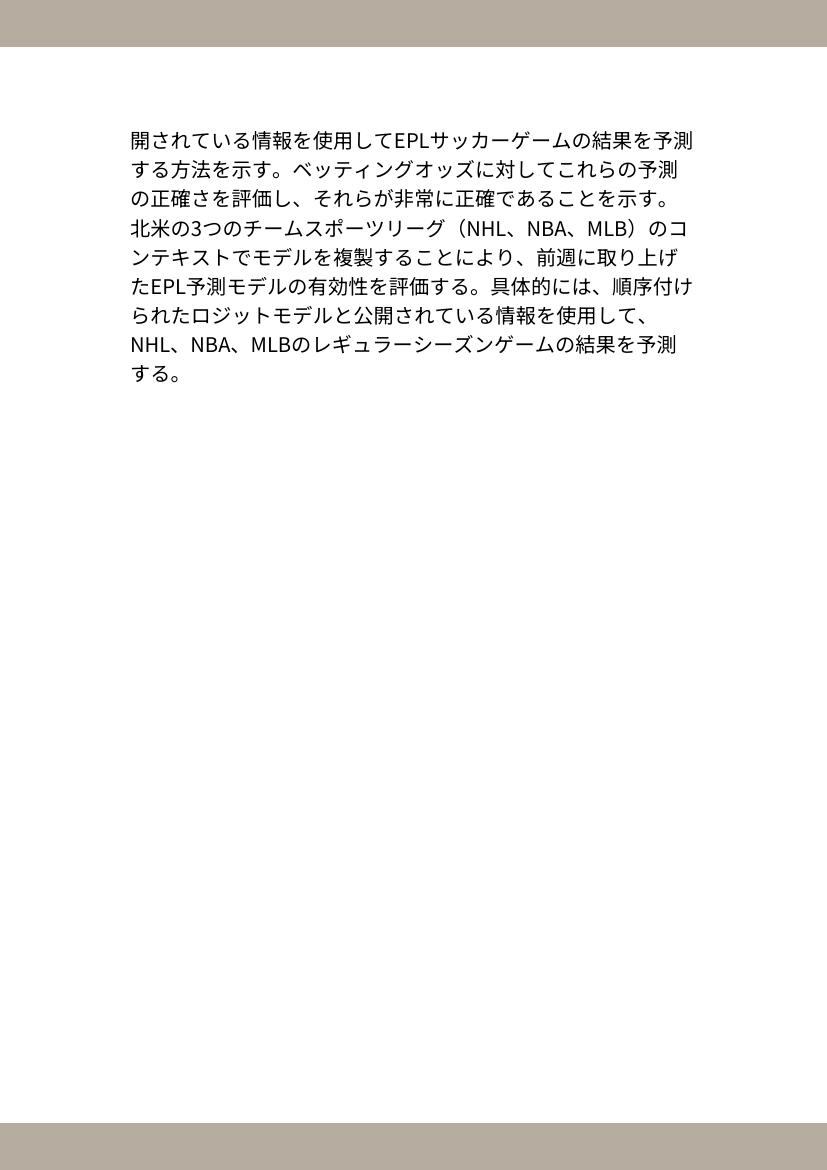 開されている情報を使用してEPLサッカーゲームの結果を予測
する方法を示す。ベッティングオッズに対してこれらの予測
の正確さを評価し、それらが非常に正確であることを示す。
北米の3つのチームスポーツリーグ（NHL、NBA、MLB）のコ
ンテキストでモデルを複製することにより、前週に取り上げ
たEPL予測モデルの有効性を評価する。具体的には、順序付け
られたロジットモデルと公開されている情報を使用して、
NHL、NBA、MLBのレギュラーシーズンゲームの結果を予測
する。